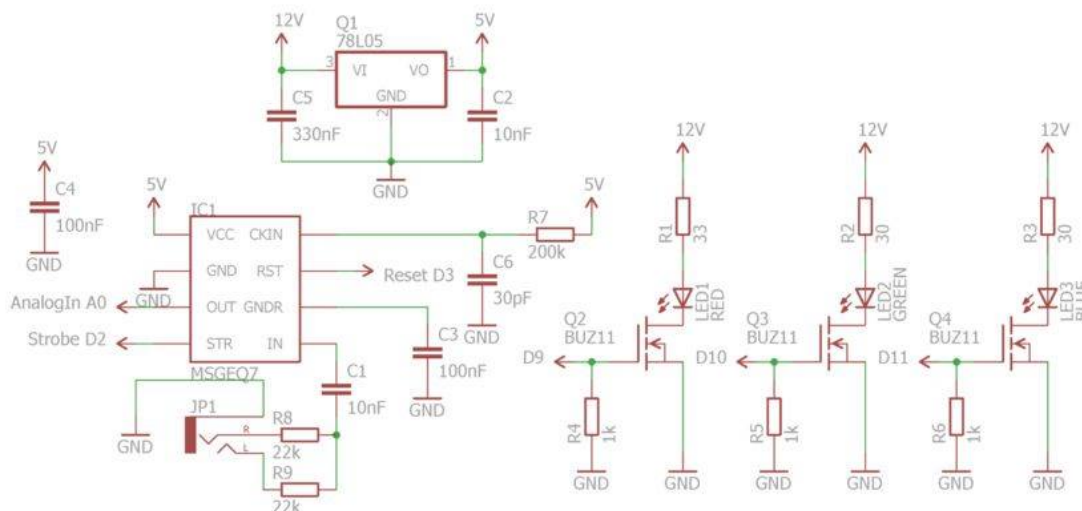 12V
Q1
78L05
5V
3
VI
VO
1
GND
2
C5
330nF
C2
10nF
GND
5V
C4
100nF
GND
5V
IC1
VCC
CKIN
GND
RST
OUT
GNDR
STR
IN
MSGEQ7
GND
AnalogIn A0
Strobe D2
Reset D3
R7
200k
5V
C6
30pF
GND
C3
100nF
GND
C1
10nF
JP1
GND
R
L
R8
22k
R9
22k
12V
R1
33
LED1
RED
Q2
BUZ11
D9
R4
1k
GND
GND
12V
R2
30
LED2
GREEN
Q3
BUZ11
D10
R5
1k
GND
GND
12V
R3
30
LED3
BLUE
Q4
BUZ11
D11
R6
1k
GND
GND